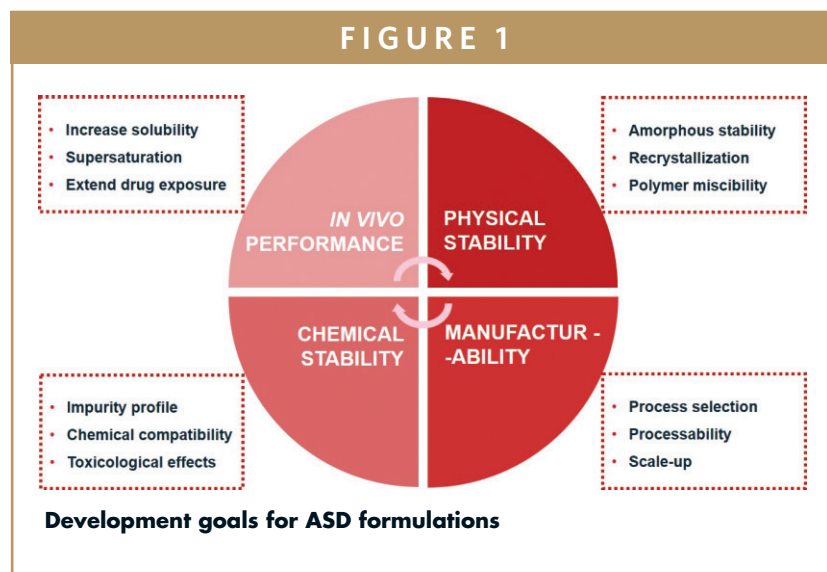 FIGURE 1
• Increase solubility
• Supersaturation
• Extend drug exposure
IN VIVO
PERFORMANCE
PHYSICAL
STABILITY
• Amorphous stability
• Recrystallization
• Polymer miscibility
CHEMICAL
STABILITY
MANUFACTUR -
-ABILITY
• Impurity profile
• Chemical compatibility
• Toxicological effects
• Process selection
• Processability
• Scale-up
Development goals for ASD formulations